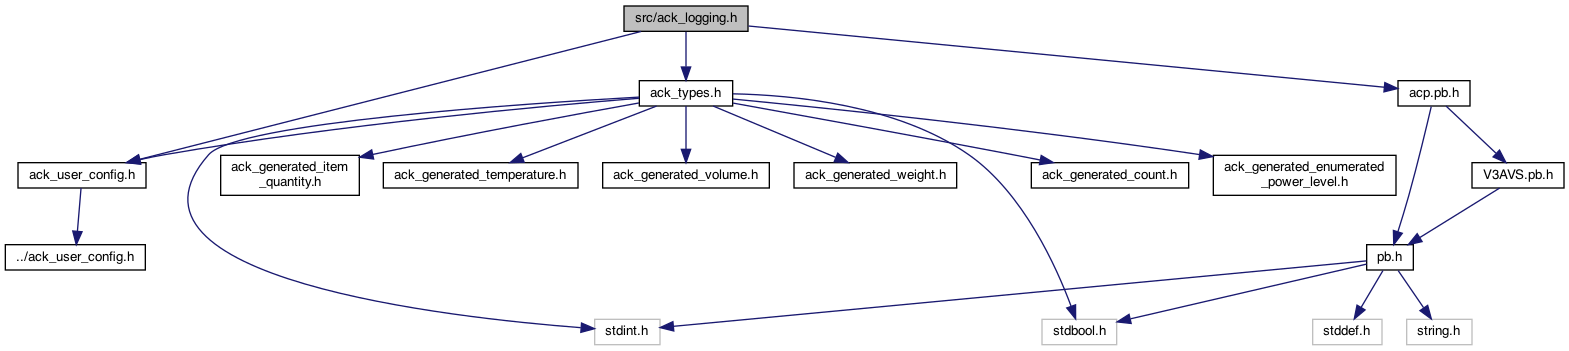 src/ack_logging.h
ack_types.h
acp.pb.h
ack_user_config.h
ack_generated_item
_quantity.h
ack_generated_temperature.h
ack_generated_volume.h
ack_generated_weight.h
ack_generated_count.h
ack_generated_enumerated
_power_level.h
V3AVS.pb.h
../ack_user_config.h
pb.h
stdint.h
stdbool.h
stddef.h
string.h